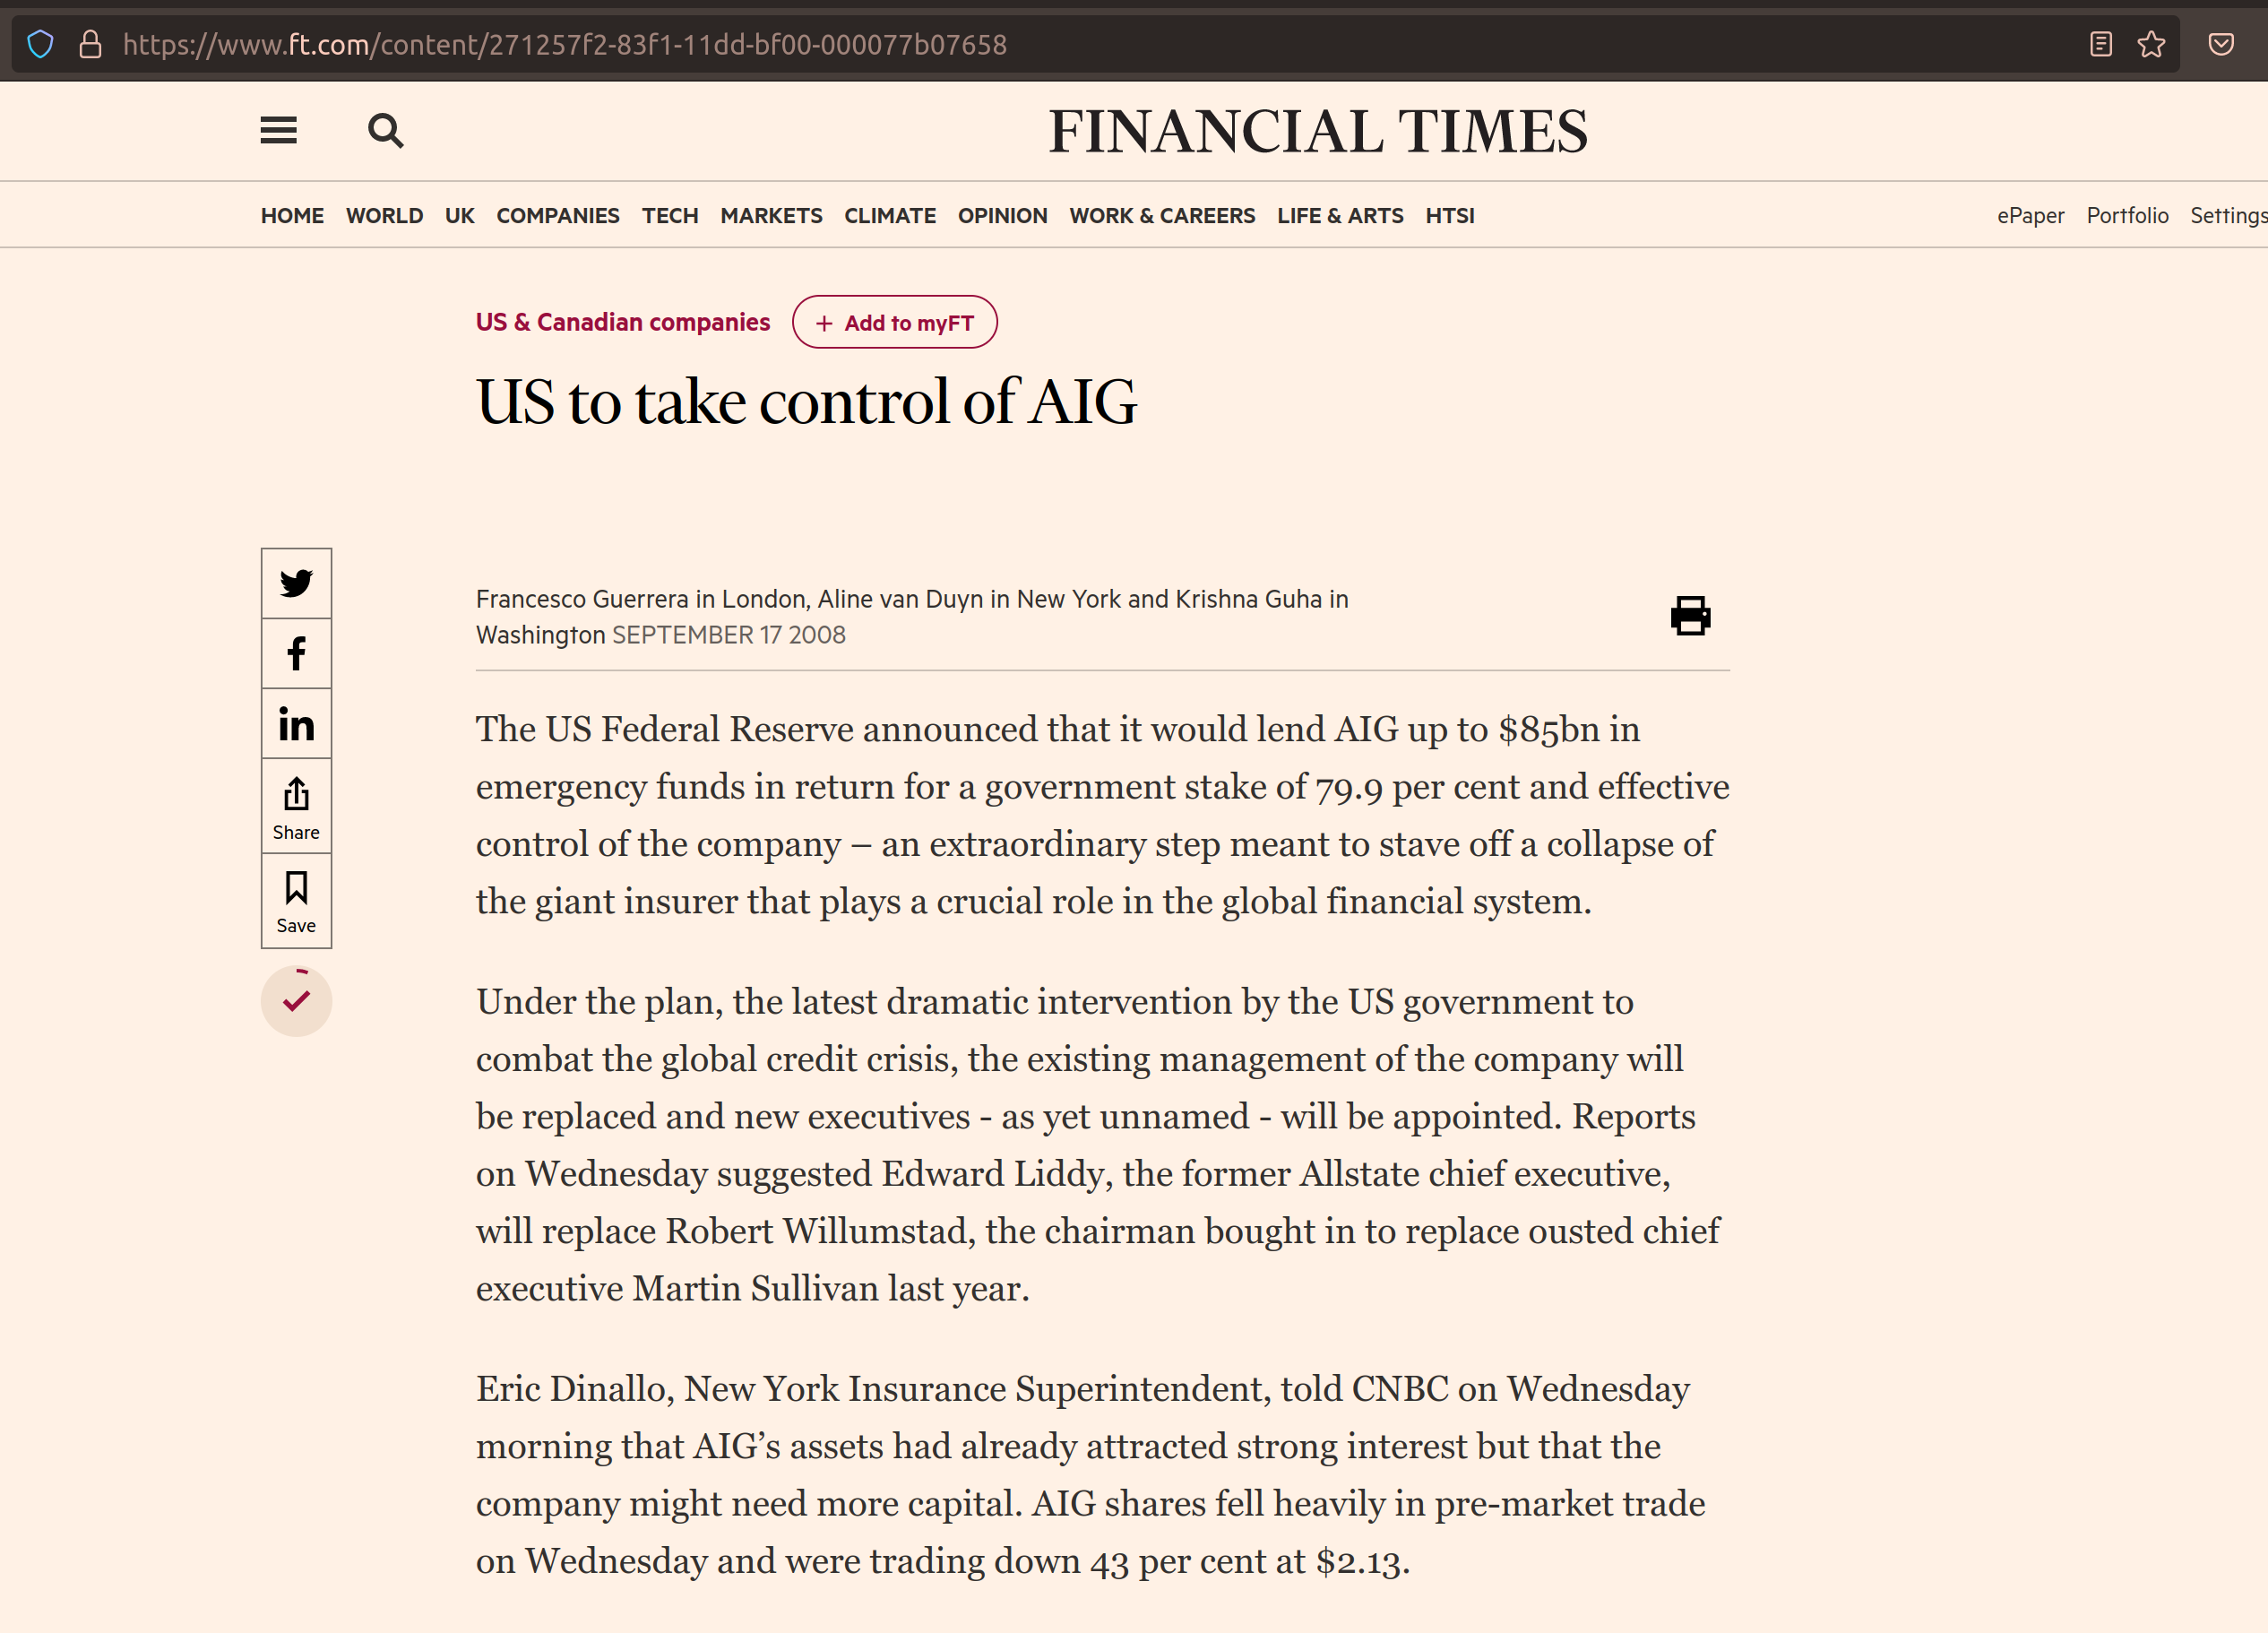 https://www.ft.com/content/271257f2-83f1-11dd-bf00-000077b07658
FINANCIAL TIMES
HOME WORLD UK COMPANIES TECH MARKETS CLIMATE OPINION WORK & CAREERS LIFE & ARTS HTSI ePaper Portfolio Settings
US & Canadian companies + Add to myFT
US to take control of AIG
Francesco Guerrera in London, Aline van Duyn in New York and Krishna Guha in
Washington SEPTEMBER 17 2008
Share
Save
The US Federal Reserve announced that it would lend AIG up to $85bn in
emergency funds in return for a government stake of 79.9 per cent and effective
control of the company – an extraordinary step meant to stave off a collapse of
the giant insurer that plays a crucial role in the global financial system.
Under the plan, the latest dramatic intervention by the US government to
combat the global credit crisis, the existing management of the company will
be replaced and new executives - as yet unnamed - will be appointed. Reports
on Wednesday suggested Edward Liddy, the former Allstate chief executive,
will replace Robert Willumstad, the chairman bought in to replace ousted chief
executive Martin Sullivan last year.
Eric Dinallo, New York Insurance Superintendent, told CNBC on Wednesday
morning that AIG’s assets had already attracted strong interest but that the
company might need more capital. AIG shares fell heavily in pre-market trade
on Wednesday and were trading down 43 per cent at $2.13.